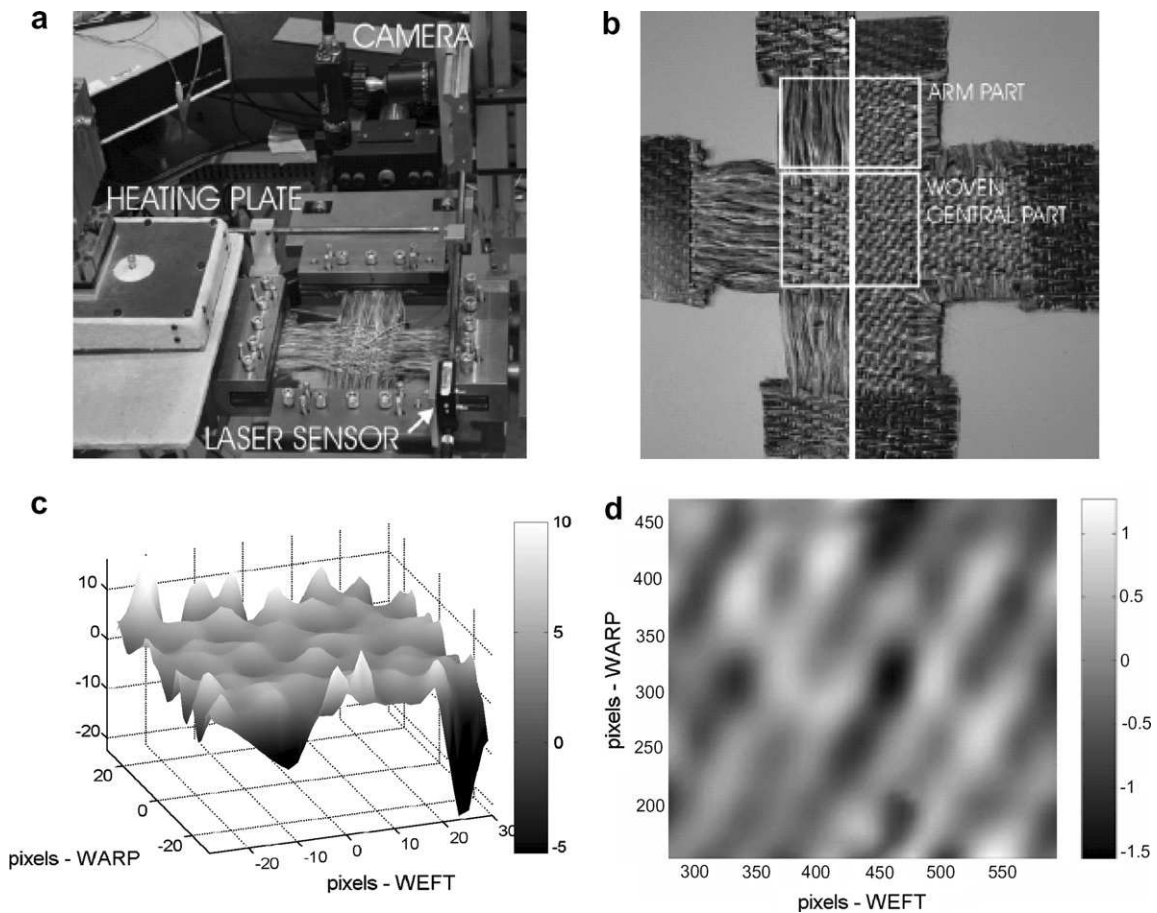 a
CAMERA
HEATING PLATE
LASER SENSOR
b
ARM PART
WOVEN
CENTRAL PART
c
10
0
-10
-20
20
0
-20
pixels - WARP
-20
-10
0
10
20
30
pixels - WEFT
10
5
0
-5
d
450
400
350
300
250
200
pixels - WARP
300
350
400
450
500
550
pixels - WEFT
1
0.5
0
-0.5
-1
-1.5